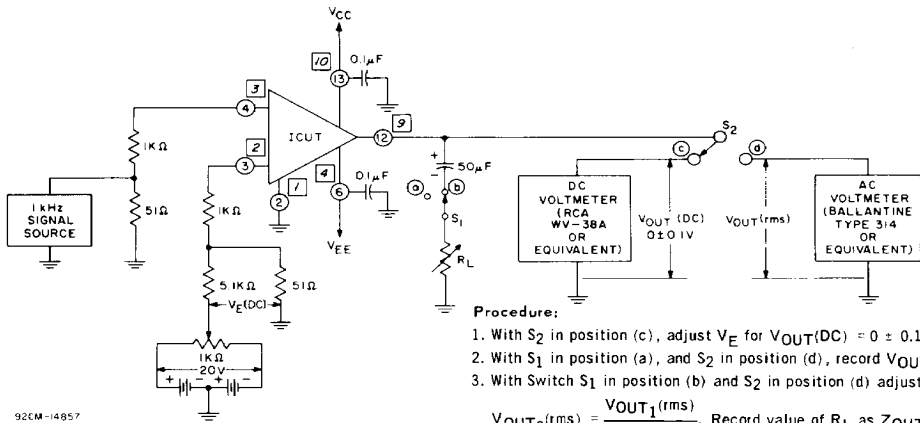 VCC
10
0.1µF
13
3
4
ICUT
9
12
S2
1KΩ
2
3
4
6
0.1µF
+
50µF
-
(a)
(b)
S1
(c)
(d)
1
2
1KΩ
51Ω
1 kHz
SIGNAL
SOURCE
VEE
RL
DC
VOLTMETER
(RCA
WV-38A
OR
EQUIVALENT)
VOUT (DC)
0±0.1V
VOUT(rms)
AC
VOLTMETER
(BALLANTINE
TYPE 314
OR
EQUIVALENT)
5.1KΩ
51Ω
VE(DC)
1KΩ
20V
+ - + -
92CM-14857
Procedure:
1. With S2 in position (c), adjust VE for VOUT(DC) = 0 ± 0.1
2. With S1 in position (a), and S2 in position (d), record VOU
3. With Switch S1 in position (b) and S2 in position (d) adjust
VOUT2(rms) = VOUT1(rms) . Record value of RL as ZOUT